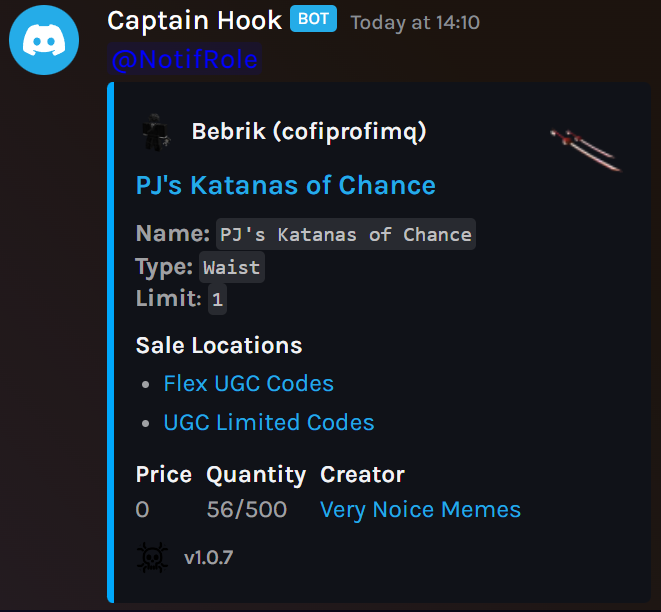 Captain Hook BOT Today at 14:10
@NotifRole
Bebrik (cofiprofimq)
PJ's Katanas of Chance
Name: PJ's Katanas of Chance
Type: Waist
Limit: 1
Sale Locations
• Flex UGC Codes
• UGC Limited Codes
Price Quantity Creator
0 56/500 Very Noice Memes
v1.0.7